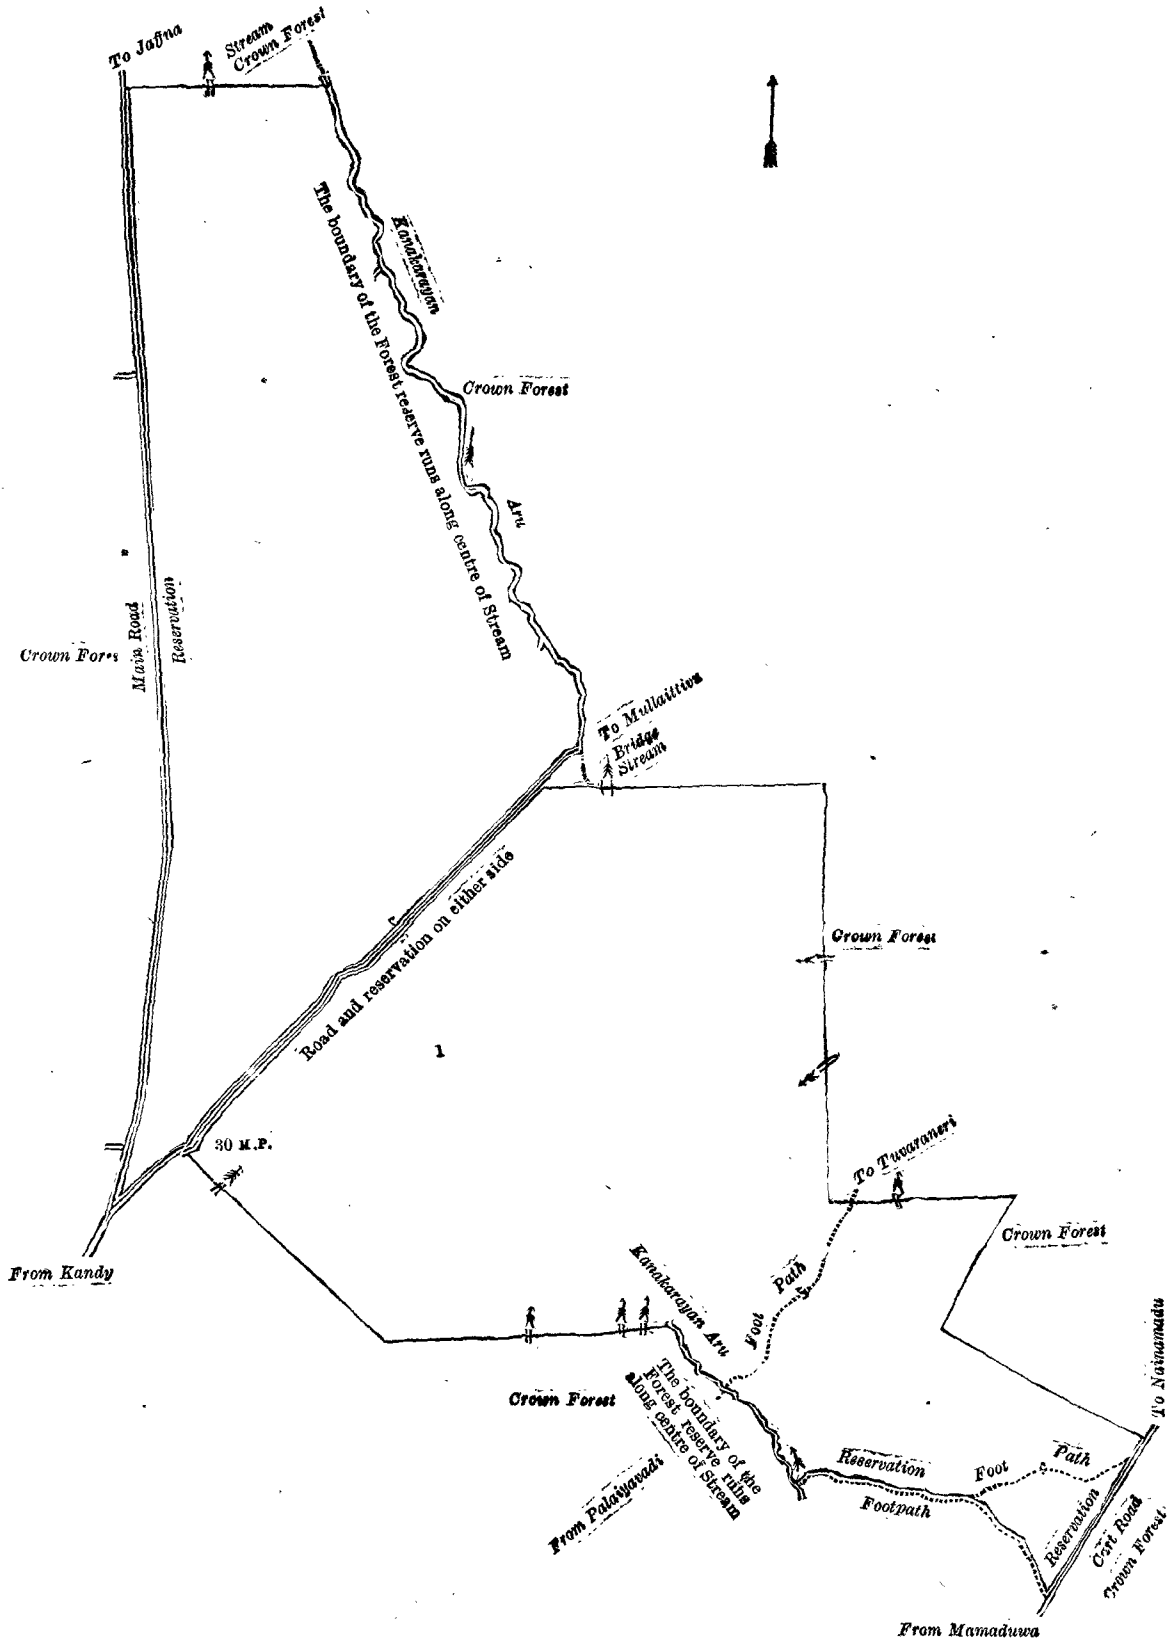 To Jaffna
Stream
Crown Forest
The boundary of the Forest reserve runs along centre of Stream
Kanakarayan
Crown Forest
Aru
Main Road
Reservation
Crown Fores
To Mullaittivu
Bridge
Stream
Road and reservation on either side
Crown Forest
1
30 M.P.
To Tuvaraneri
From Kandy
Crown Forest
Kanakarayan Aru
Foot Path
Crown Forest
The boundary of the
Forest reserve runs
along centre of Stream
From Palaiyavadi
Reservation
Footpath
Foot Path
To Nainamadu
Reservation
Cart Road
Crown Forest
From Mamaduwa